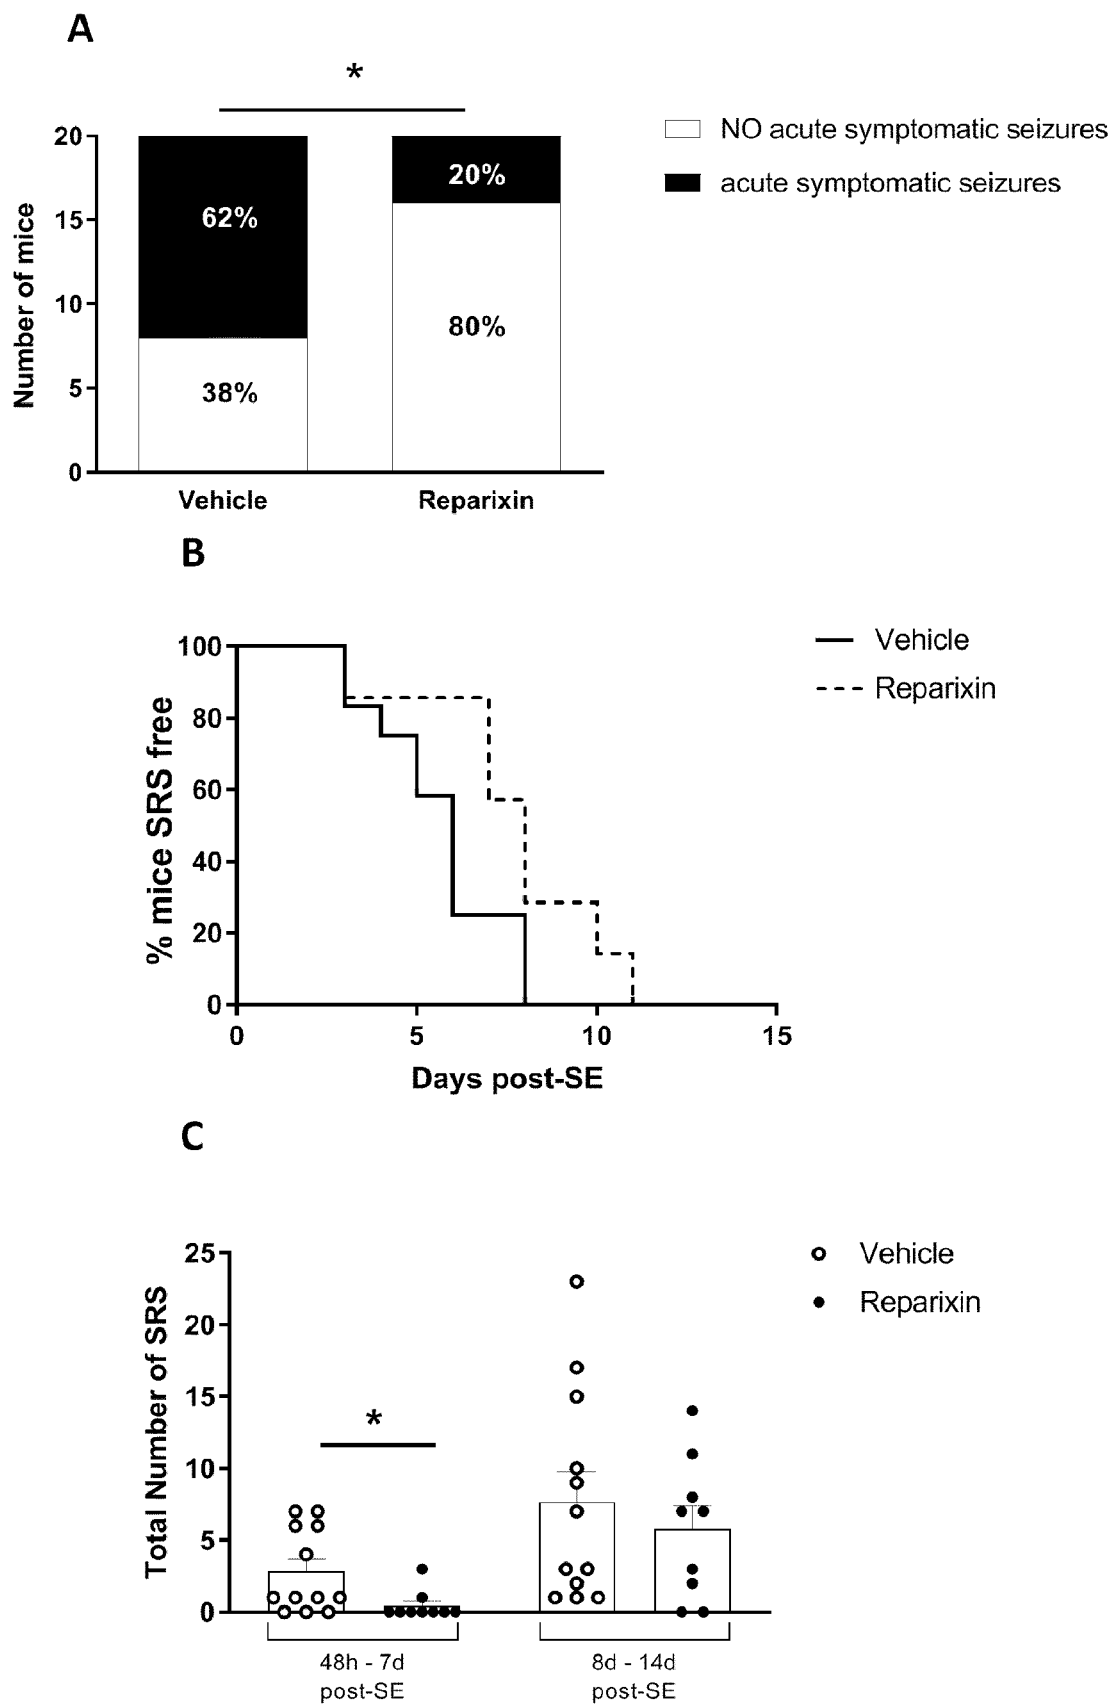 A
*
NO acute symptomatic seizures
acute symptomatic seizures
Number of mice
20
15
10
5
0
62%
38%
20%
80%
Vehicle
Reparixin
B
Vehicle
Reparixin
% mice SRS free
100
80
60
40
20
0
0
5
10
15
Days post-SE
C
Vehicle
Reparixin
Total Number of SRS
25
20
15
10
5
0
*
48h - 7d
post-SE
8d - 14d
post-SE